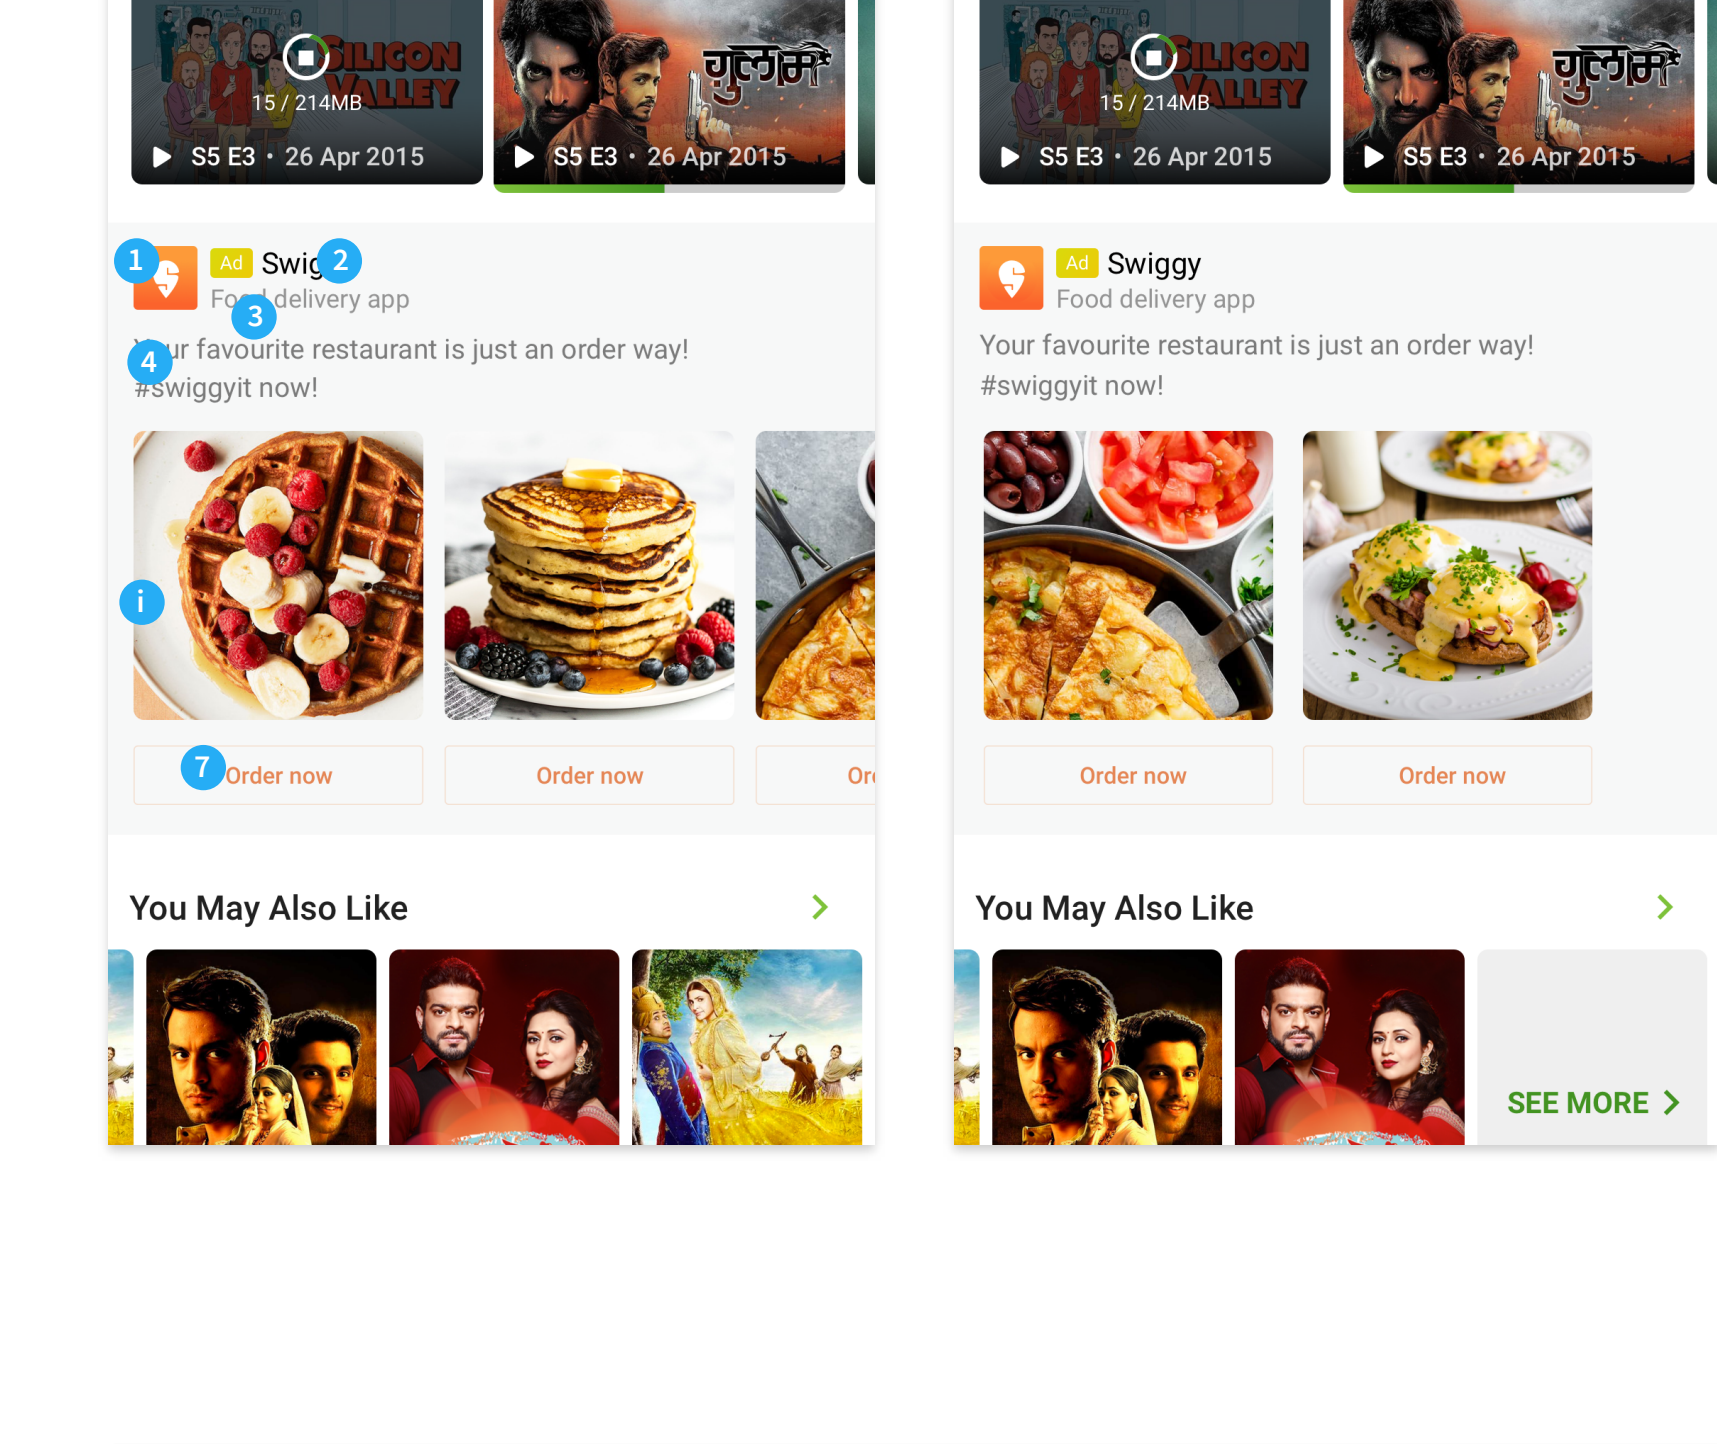 SILICON
VALLEY
15 / 214MB
S5 E3 • 26 Apr 2015
गुलाम
S5 E3 • 26 Apr 2015
SILICON
VALLEY
15 / 214MB
S5 E3 • 26 Apr 2015
गुलाम
S5 E3 • 26 Apr 2015
1
Ad Swig
2
Food delivery app
3
Your favourite restaurant is just an order way!
4
#swiggyit now!
i
7
Order now
Order now
Or
You May Also Like
Ad Swiggy
Food delivery app
Your favourite restaurant is just an order way!
#swiggyit now!
Order now
Order now
You May Also Like
SEE MORE